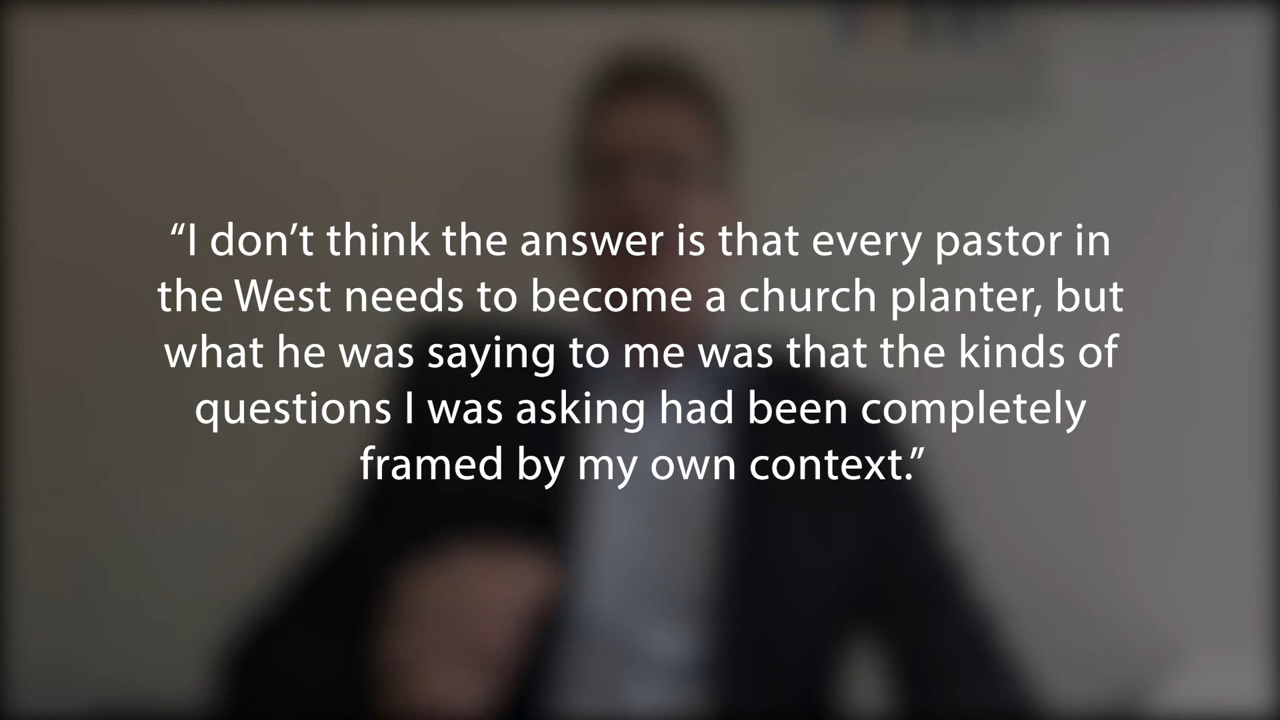 “I don’t think the answer is that every pastor in
the West needs to become a church planter, but
what he was saying to me was that the kinds of
questions I was asking had been completely
framed by my own context.”